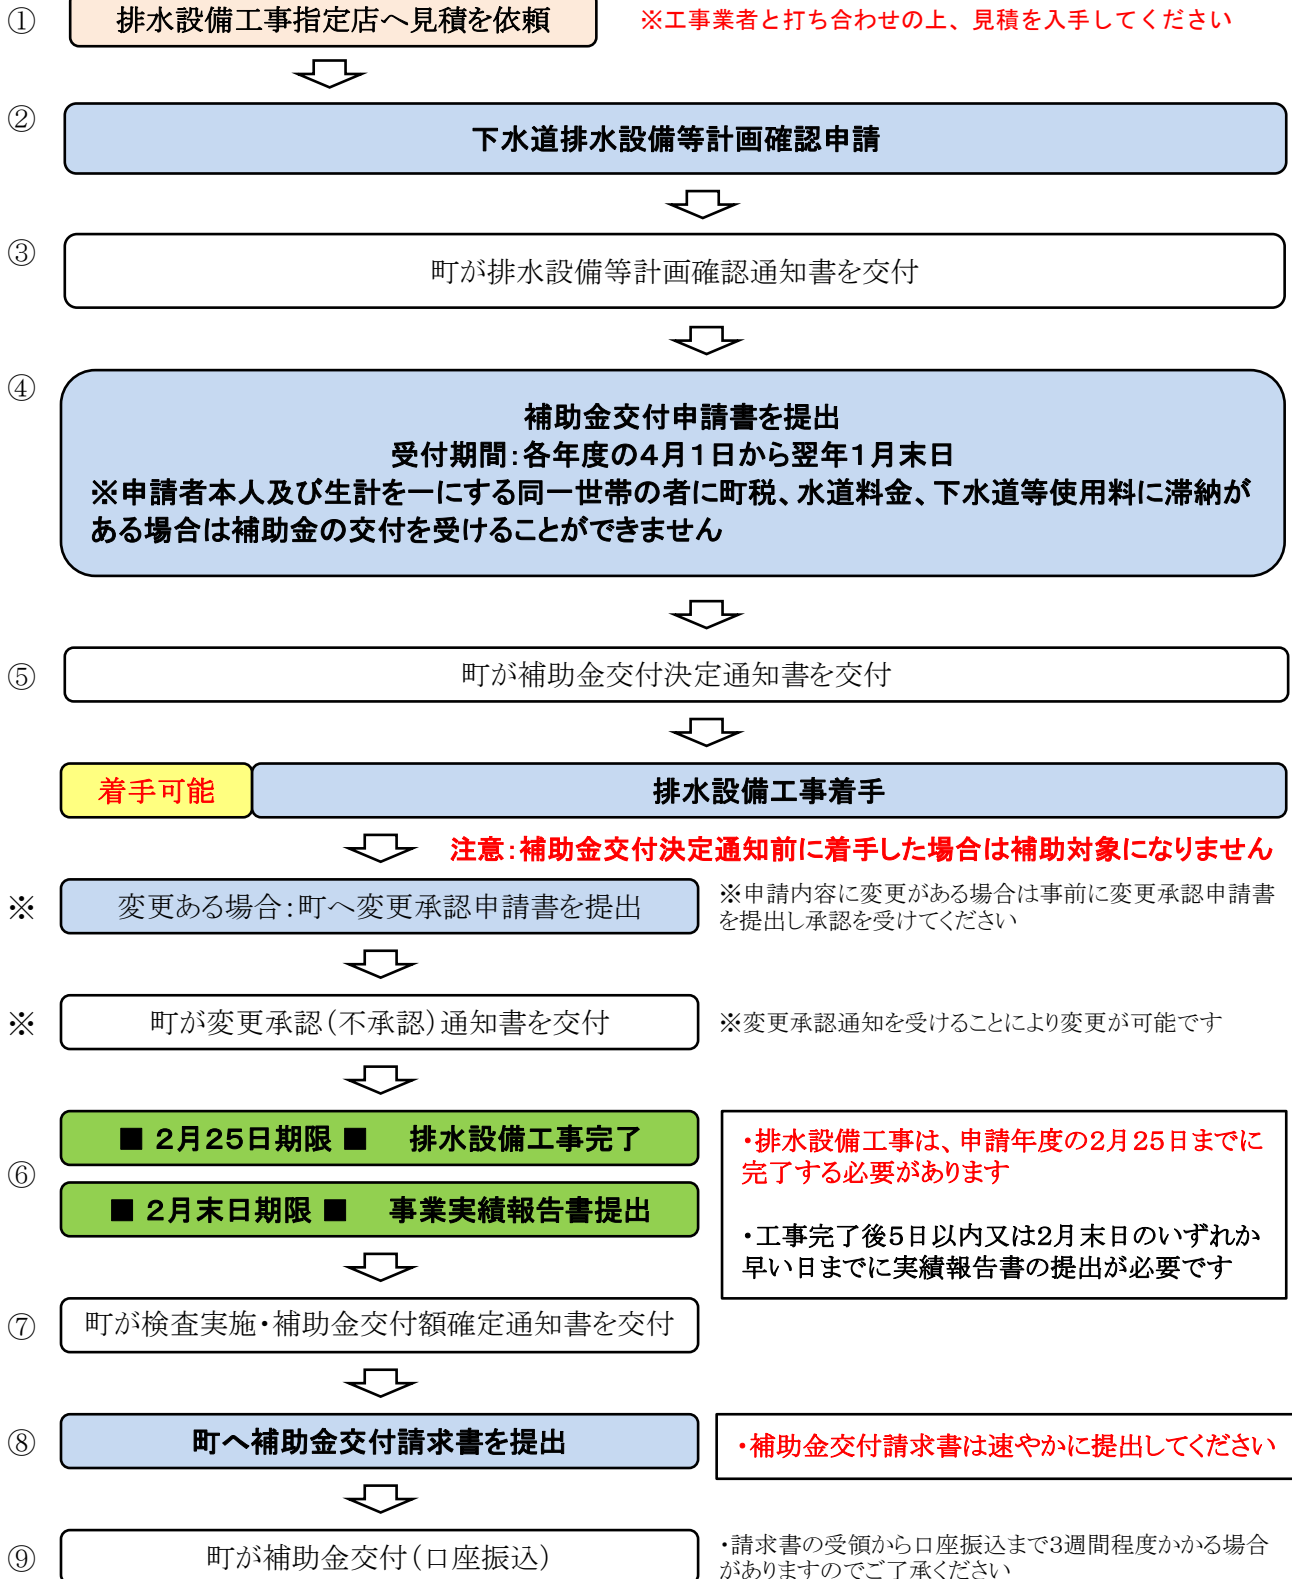 ① 排水設備工事指定店へ見積を依頼 ※工事業者と打ち合わせの上、見積を入手してください
② 下水道排水設備等計画確認申請
③ 町が排水設備等計画確認通知書を交付
④ 補助金交付申請書を提出
受付期間：各年度の4月1日から翌年1月末日
※申請者本人及び生計を一にする同一世帯の者に町税、水道料金、下水道等使用料に滞納が
ある場合は補助金の交付を受けることができません
⑤ 町が補助金交付決定通知書を交付
着手可能 排水設備工事着手
注意：補助金交付決定通知前に着手した場合は補助対象になりません
※ 変更ある場合：町へ変更承認申請書を提出
※申請内容に変更がある場合は事前に変更承認申請書
を提出し承認を受けてください
※ 町が変更承認（不承認）通知書を交付 ※変更承認通知を受けることにより変更が可能です
⑥
■ 2月25日期限 ■ 排水設備工事完了
■ 2月末日期限 ■ 事業実績報告書提出
・排水設備工事は、申請年度の2月25日までに
完了する必要があります
・工事完了後5日以内又は2月末日のいずれか
早い日までに実績報告書の提出が必要です
⑦ 町が検査実施・補助金交付額確定通知書を交付
⑧ 町へ補助金交付請求書を提出 ・補助金交付請求書は速やかに提出してください
⑨ 町が補助金交付（口座振込）
・請求書の受領から口座振込まで3週間程度かかる場合
がありますのでご了承ください